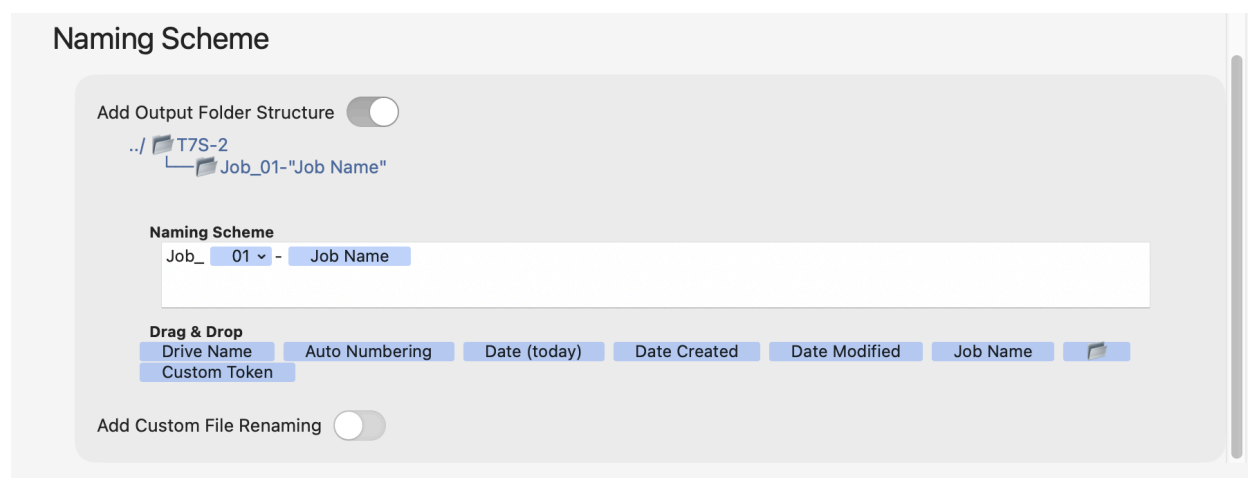 Naming Scheme
Add Output Folder Structure
../ T7S-2
Job_01-"Job Name"
Naming Scheme
Job_ 01 - Job Name
Drag & Drop
Drive Name Auto Numbering Date (today) Date Created Date Modified Job Name
Custom Token
Add Custom File Renaming